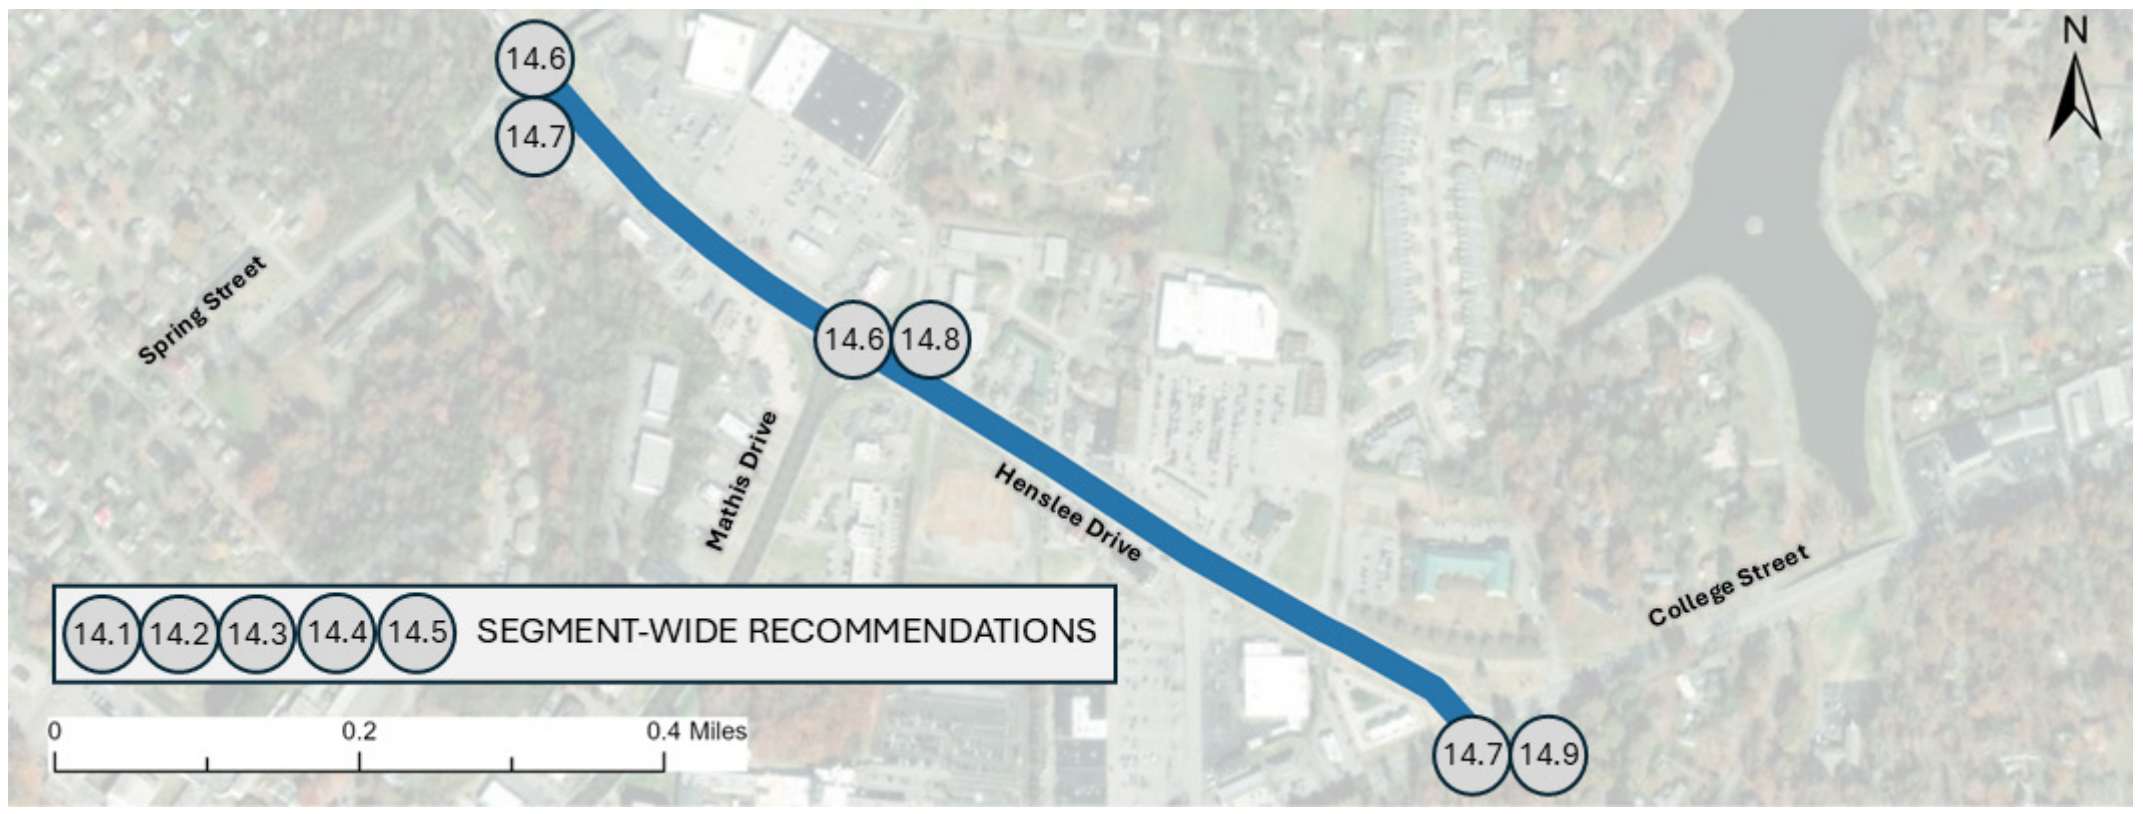 N
14.6
14.7
Spring Street
14.6 14.8
Mathis Drive
Henslee Drive
College Street
14.1 14.2 14.3 14.4 14.5 SEGMENT-WIDE RECOMMENDATIONS
0 0.2 0.4 Miles
14.7 14.9